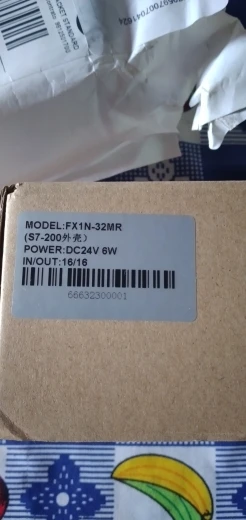 MODEL:FX1N-32MR
(S7-200外壳）
POWER:DC24V 6W
IN/OUT:16/16
66632300001